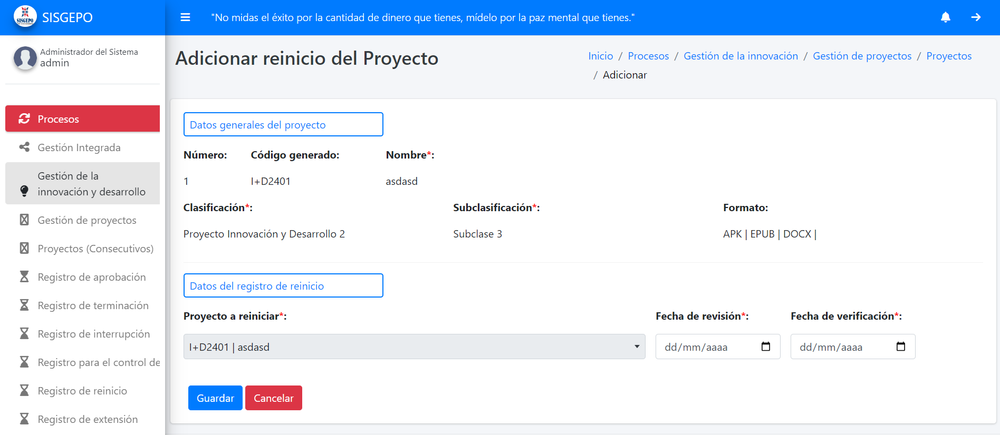 SISGEPO
SISGEPO
"No midas el éxito por la cantidad de dinero que tienes, mídelo por la paz mental que tienes."
Administrador del Sistema
admin
Procesos
Gestión Integrada
Gestión de la
innovación y desarrollo
Gestión de proyectos
Proyectos (Consecutivos)
Registro de aprobación
Registro de terminación
Registro de interrupción
Registro para el control de
Registro de reinicio
Registro de extensión
Adicionar reinicio del Proyecto
Inicio / Procesos / Gestión de la innovación / Gestión de proyectos / Proyectos
/ Adicionar
Datos generales del proyecto
Número: Código generado: Nombre*:
1 I+D2401 asdasd
Clasificación*: Subclasificación*: Formato:
Proyecto Innovación y Desarrollo 2 Subclase 3 APK | EPUB | DOCX |
Datos del registro de reinicio
Proyecto a reiniciar*: Fecha de revisión*: Fecha de verificación*:
I+D2401 | asdasd dd/mm/aaaa dd/mm/aaaa
Guardar Cancelar